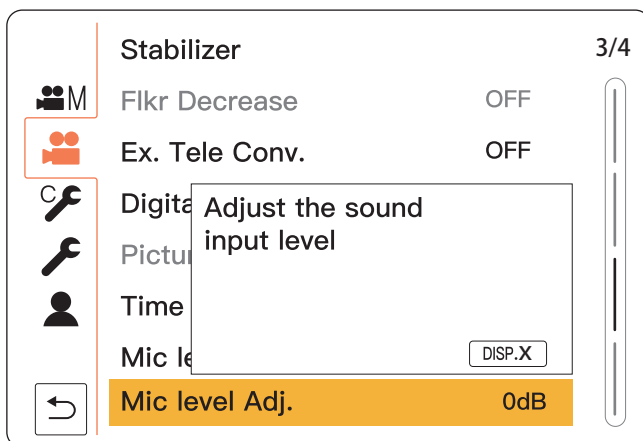 Stabilizer 3/4
M
Flkr Decrease OFF
Ex. Tele Conv. OFF
C
Digita
Adjust the sound
input level
Pictu
Time
Mic le
DISP.X
Mic level Adj. 0dB